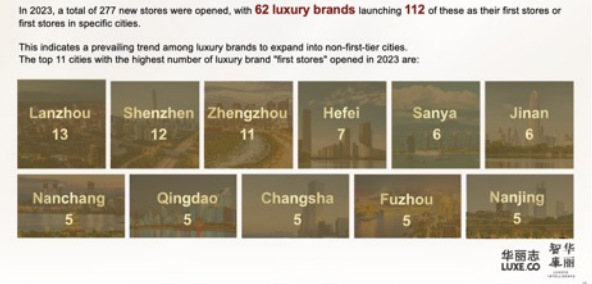 In 2023, a total of 277 new stores were opened, with 62 luxury brands launching 112 of these as their first stores or
first stores in specific cities.
This indicates a prevailing trend among luxury brands to expand into non-first-tier cities.
The top 11 cities with the highest number of luxury brand "first stores" opened in 2023 are:
Lanzhou
13
Shenzhen
12
Zhengzhou
11
Hefei
7
Sanya
6
Jinan
6
Nanchang
5
Qingdao
5
Changsha
5
Fuzhou
5
Nanjing
5
华丽志
LUXE.CO
智华
库丽